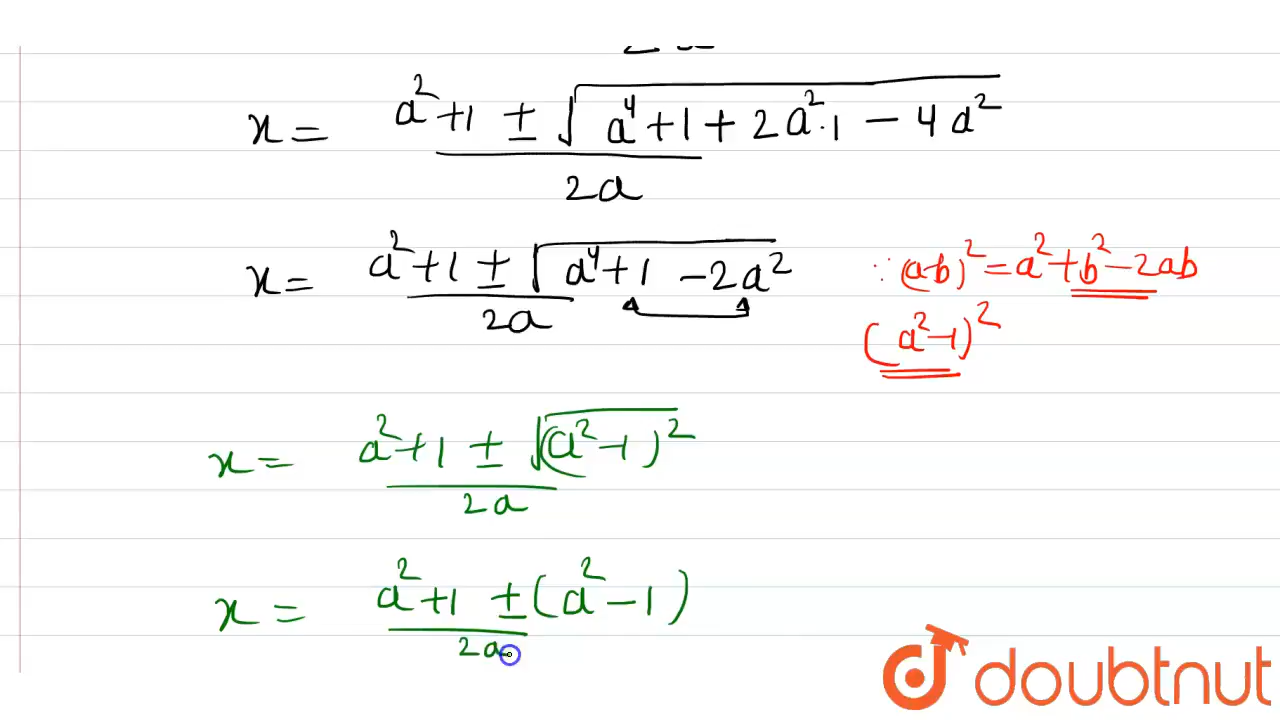 x = a²+1 ± √a⁴+1+2a²·1−4a²
2a
x = a²+1 ± √a⁴+1 −2a²
2a
∵ (a-b)² = a²+b²−2ab
(a²−1)²
x = a²+1 ± √(a²−1)²
2a
x = a²+1 ± (a²−1)
2a
doubtnut